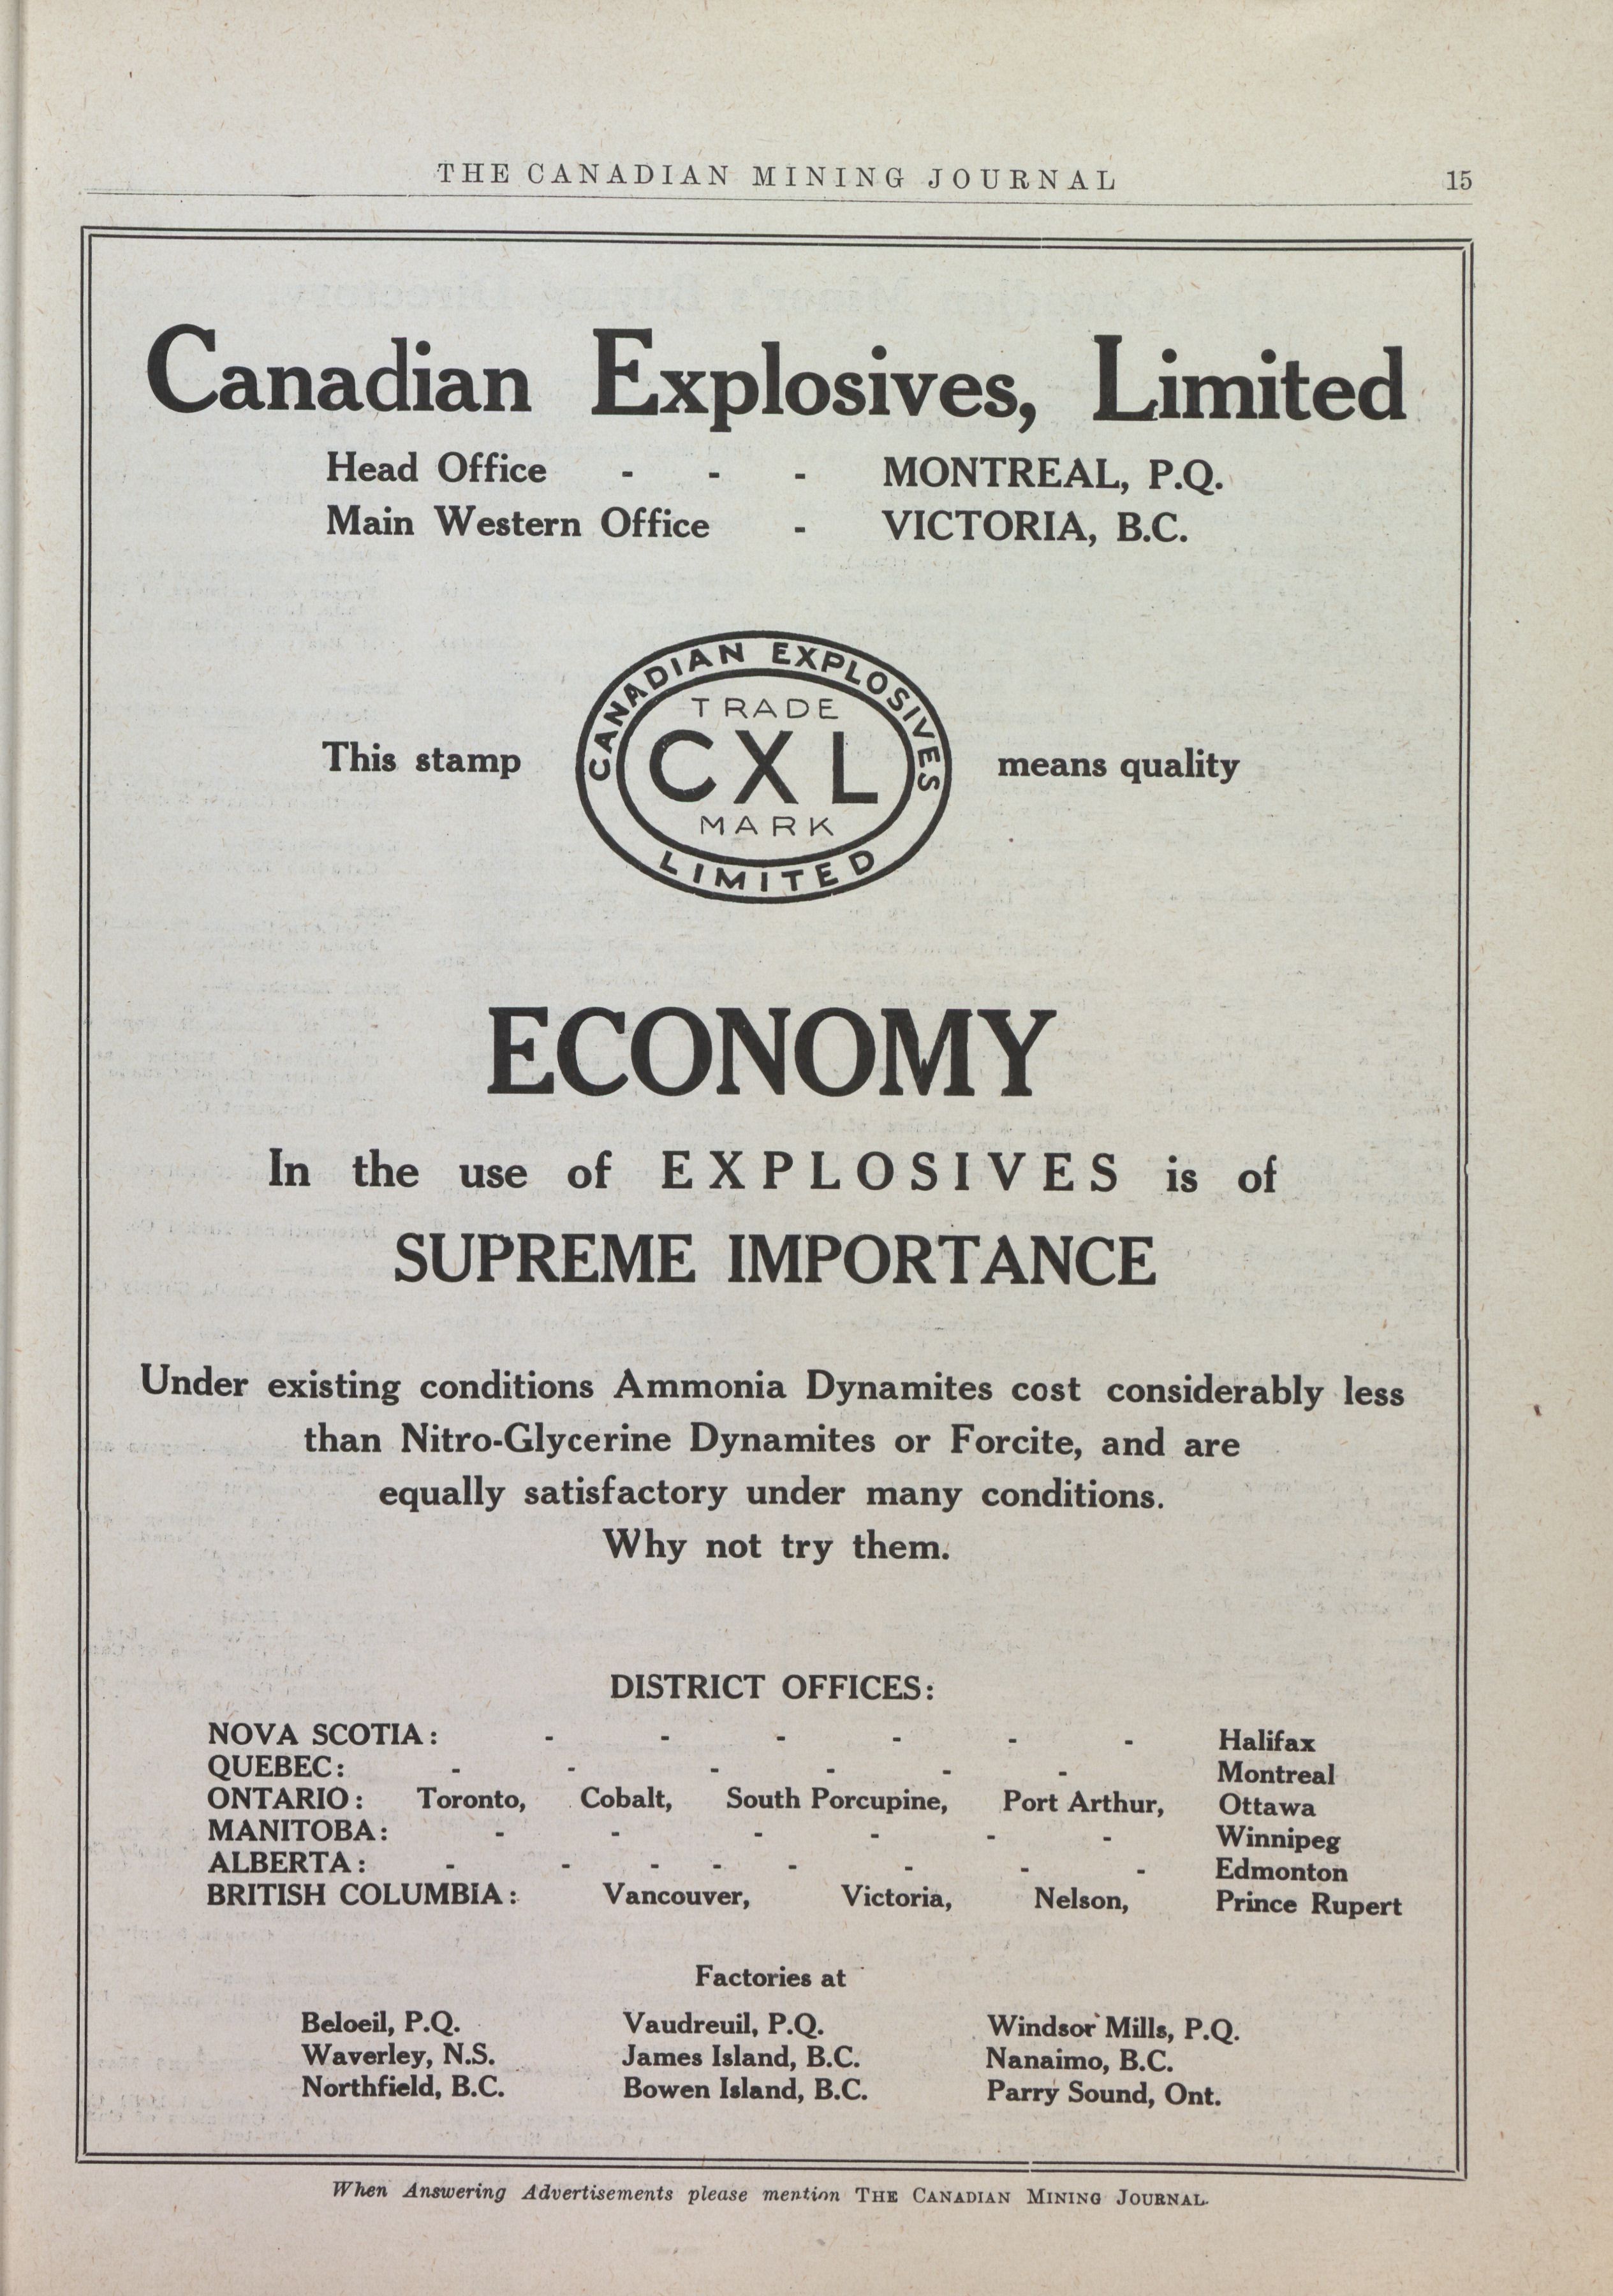 THE CANADIAN MINING JOURNAL 15
Canadian Explosives, Limited
Head Office - - - MONTREAL, P.Q.
Main Western Office - VICTORIA, B.C.
This stamp
CANADIAN EXPLOSIVES
TRADE
CXL
MARK
LIMITED
means quality
ECONOMY
In the use of EXPLOSIVES is of
SUPREME IMPORTANCE
Under existing conditions Ammonia Dynamites cost considerably less
than Nitro-Glycerine Dynamites or Forcite, and are
equally satisfactory under many conditions.
Why not try them.
DISTRICT OFFICES:
NOVA SCOTIA: - - - - - - Halifax
QUEBEC: - - - - - - Montreal
ONTARIO: Toronto, Cobalt, South Porcupine, Port Arthur, Ottawa
MANITOBA: - - - - - - Winnipeg
ALBERTA: - - - - - - - - Edmonton
BRITISH COLUMBIA: Vancouver, Victoria, Nelson, Prince Rupert
Factories at
Beloeil, P.Q. Vaudreuil, P.Q. Windsor Mills, P.Q.
Waverley, N.S. James Island, B.C. Nanaimo, B.C.
Northfield, B.C. Bowen Island, B.C. Parry Sound, Ont.
When Answering Advertisements please mention THE CANADIAN MINING JOURNAL.